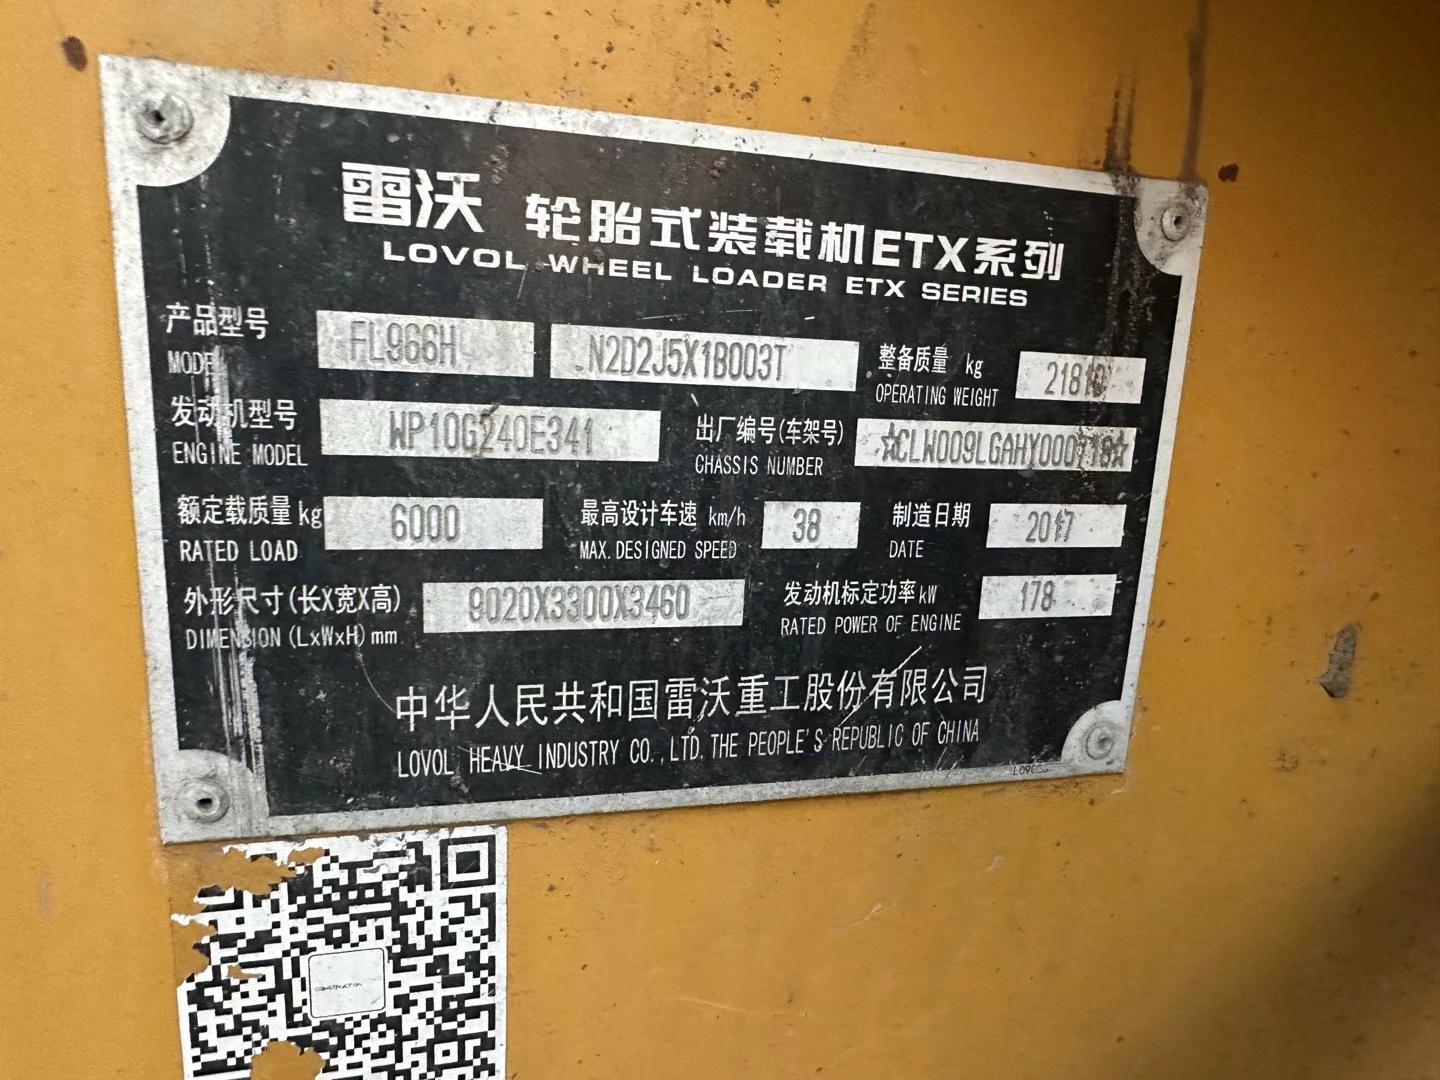 雷沃 轮胎式装载机ETX系列
LOVOL WHEEL LOADER ETX SERIES
产品型号 FL966H N2D2J5X1B003T 整备质量 kg 21810
MODEL OPERATING WEIGHT
发动机型号 WP10G240E341 出厂编号(车架号) ☆CLW009LGAHY000718☆
ENGINE MODEL CHASSIS NUMBER
额定载质量 kg 6000 最高设计车速 km/h 38 制造日期 2017
RATED LOAD MAX. DESIGNED SPEED DATE
外形尺寸(长X宽X高) 9020X3300X3460 发动机标定功率 kW 178
DIMENSION (LxWxH) mm RATED POWER OF ENGINE
中华人民共和国雷沃重工股份有限公司
LOVOL HEAVY INDUSTRY CO.,LTD. THE PEOPLE'S REPUBLIC OF CHINA